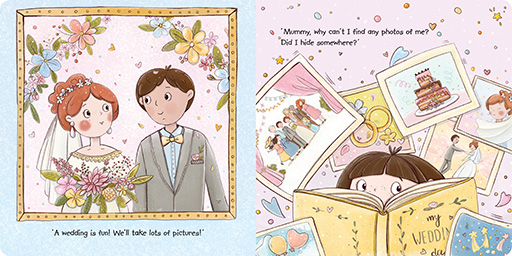 'A wedding is fun! We'll take lots of pictures!'
'Mummy, why can't I find any photos of me?
Did I hide somewhere?'
my
WEDDING
day